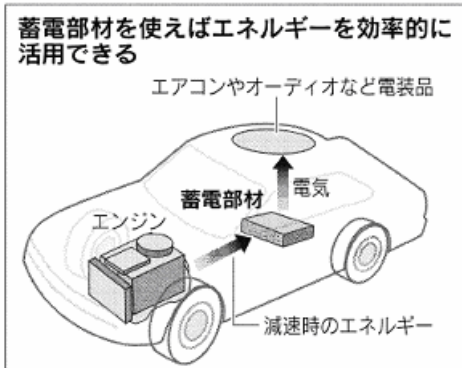 蓄電部材を使えばエネルギーを効率的に
活用できる
エアコンやオーディオなど電装品
電気
蓄電部材
エンジン
減速時のエネルギー